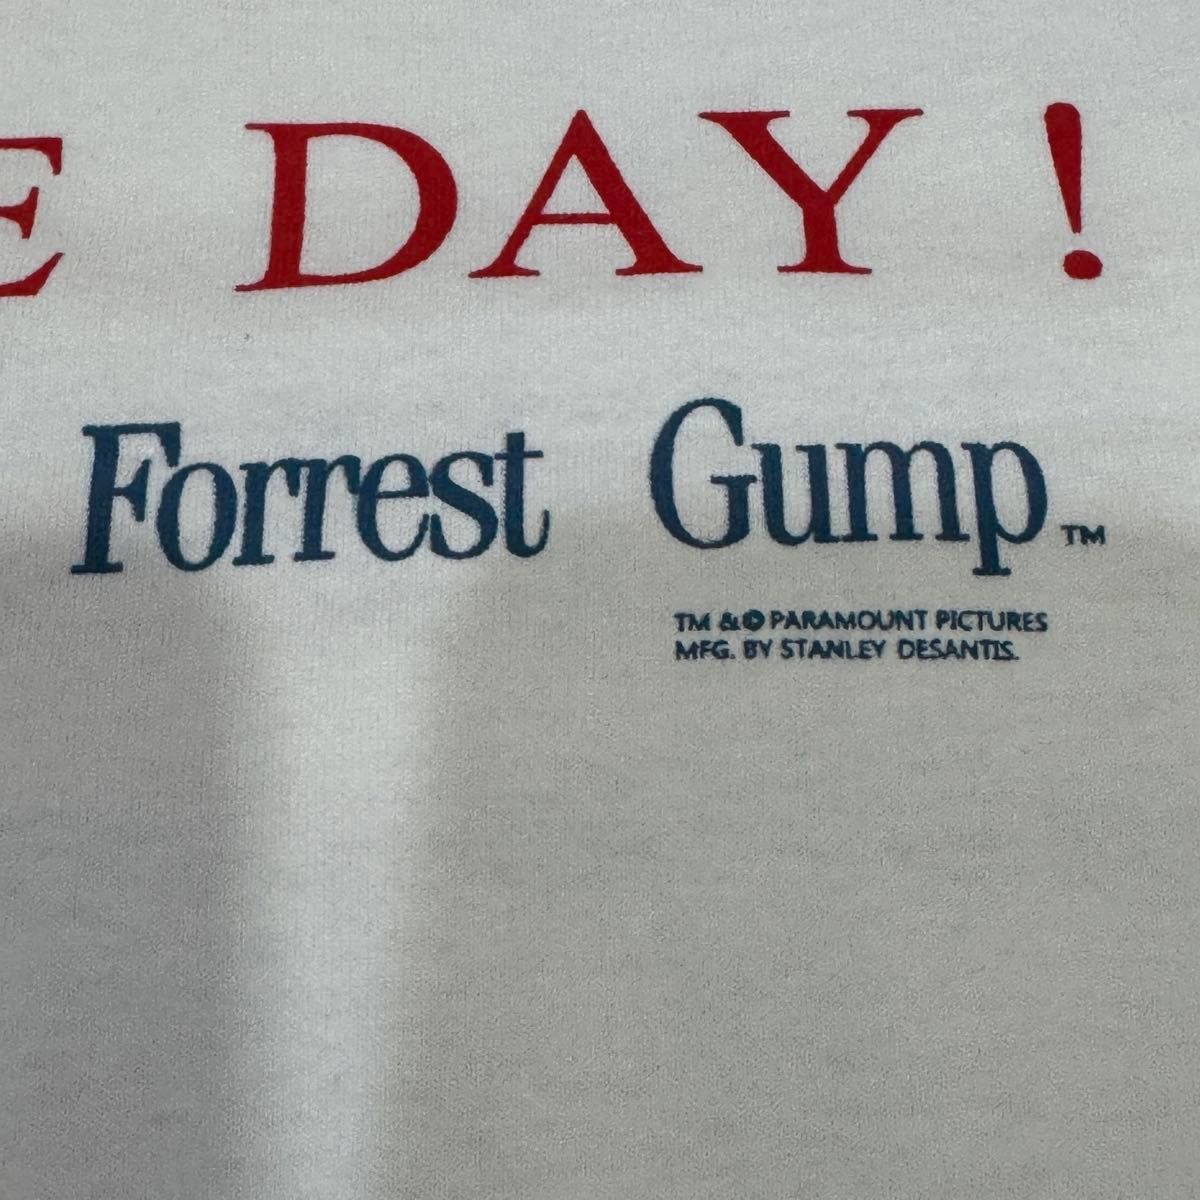 E DAY !
Forrest Gump™
TM & © PARAMOUNT PICTURES
MFG. BY STANLEY DESANTIS.